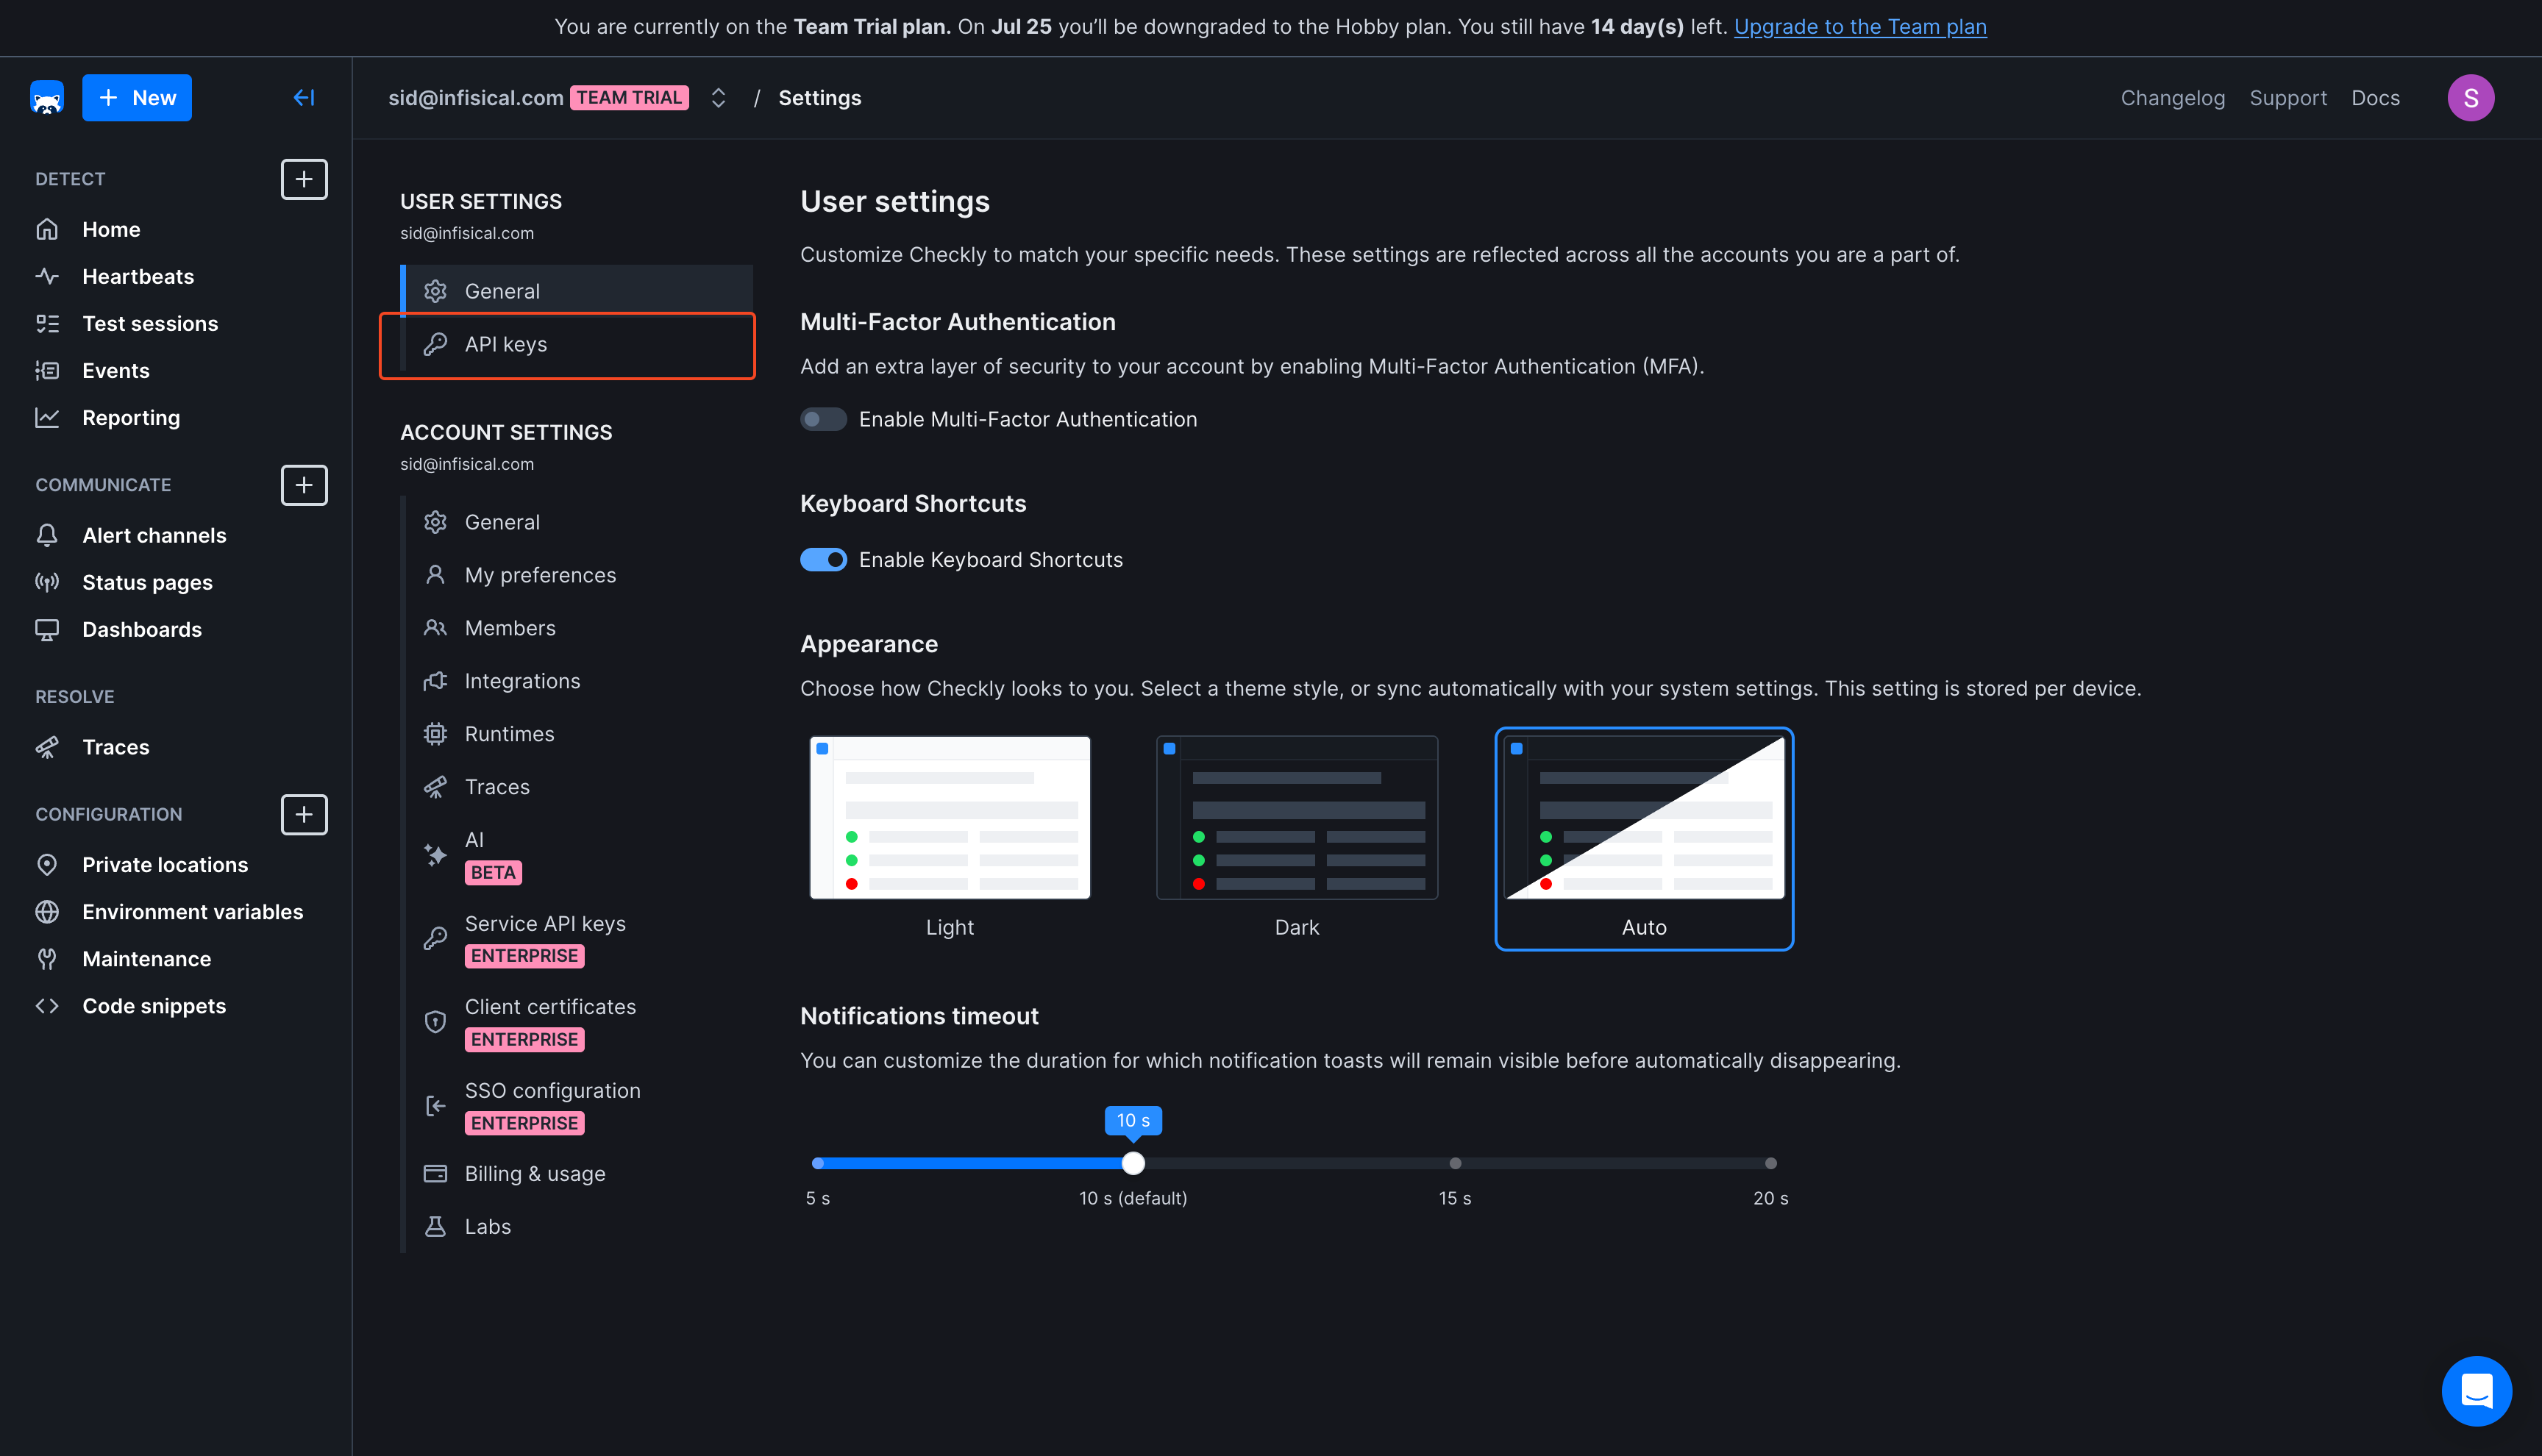 You are currently on the Team Trial plan. On Jul 25 you'll be downgraded to the Hobby plan. You still have 14 day(s) left. Upgrade to the Team plan
New
sid@infisical.com TEAM TRIAL / Settings
Changelog Support Docs S
DETECT
Home
Heartbeats
Test sessions
Events
Reporting
COMMUNICATE
Alert channels
Status pages
Dashboards
RESOLVE
Traces
CONFIGURATION
Private locations
Environment variables
Maintenance
Code snippets
USER SETTINGS
sid@infisical.com
General
API keys
ACCOUNT SETTINGS
sid@infisical.com
General
My preferences
Members
Integrations
Runtimes
Traces
AI
BETA
Service API keys
ENTERPRISE
Client certificates
ENTERPRISE
SSO configuration
ENTERPRISE
Billing & usage
Labs
User settings
Customize Checkly to match your specific needs. These settings are reflected across all the accounts you are a part of.
Multi-Factor Authentication
Add an extra layer of security to your account by enabling Multi-Factor Authentication (MFA).
Enable Multi-Factor Authentication
Keyboard Shortcuts
Enable Keyboard Shortcuts
Appearance
Choose how Checkly looks to you. Select a theme style, or sync automatically with your system settings. This setting is stored per device.
Light Dark Auto
Notifications timeout
You can customize the duration for which notification toasts will remain visible before automatically disappearing.
10 s
5 s 10 s (default) 15 s 20 s